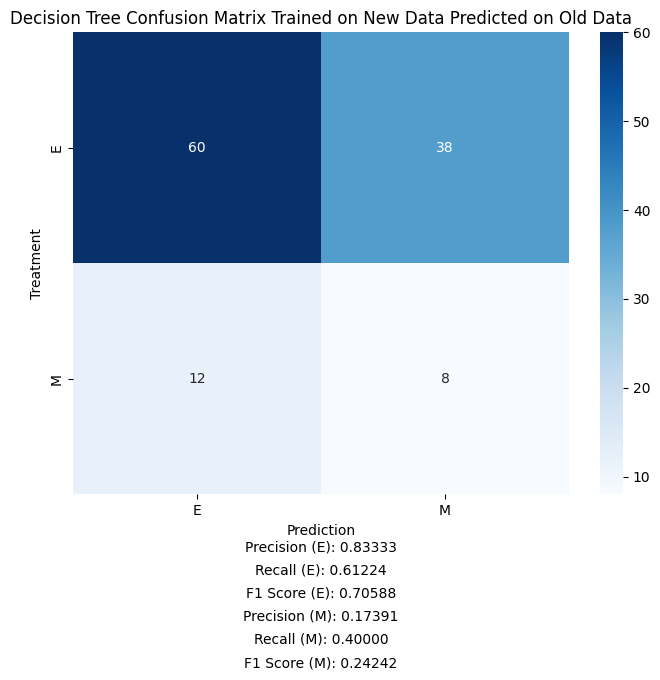 Decision Tree Confusion Matrix Trained on New Data Predicted on Old Data
60
E
60
38
50
40
Treatment
30
M
12
8
20
10
E
M
Prediction
Precision (E): 0.83333
Recall (E): 0.61224
F1 Score (E): 0.70588
Precision (M): 0.17391
Recall (M): 0.40000
F1 Score (M): 0.24242